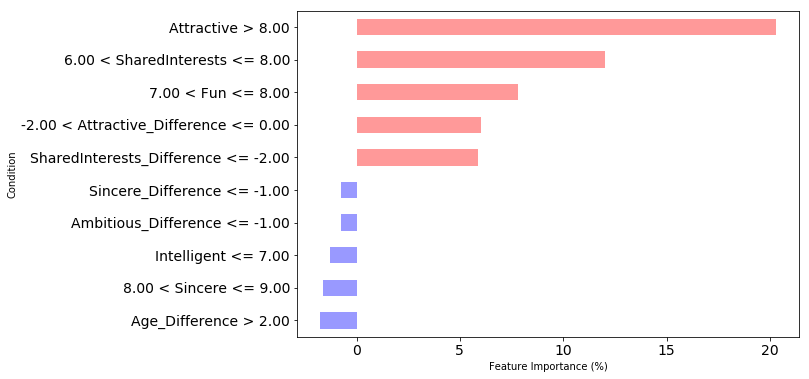 Attractive > 8.00
6.00 < SharedInterests <= 8.00
7.00 < Fun <= 8.00
-2.00 < Attractive_Difference <= 0.00
SharedInterests_Difference <= -2.00
Sincere_Difference <= -1.00
Ambitious_Difference <= -1.00
Intelligent <= 7.00
8.00 < Sincere <= 9.00
Age_Difference > 2.00
Condition
0 5 10 15 20
Feature Importance (%)